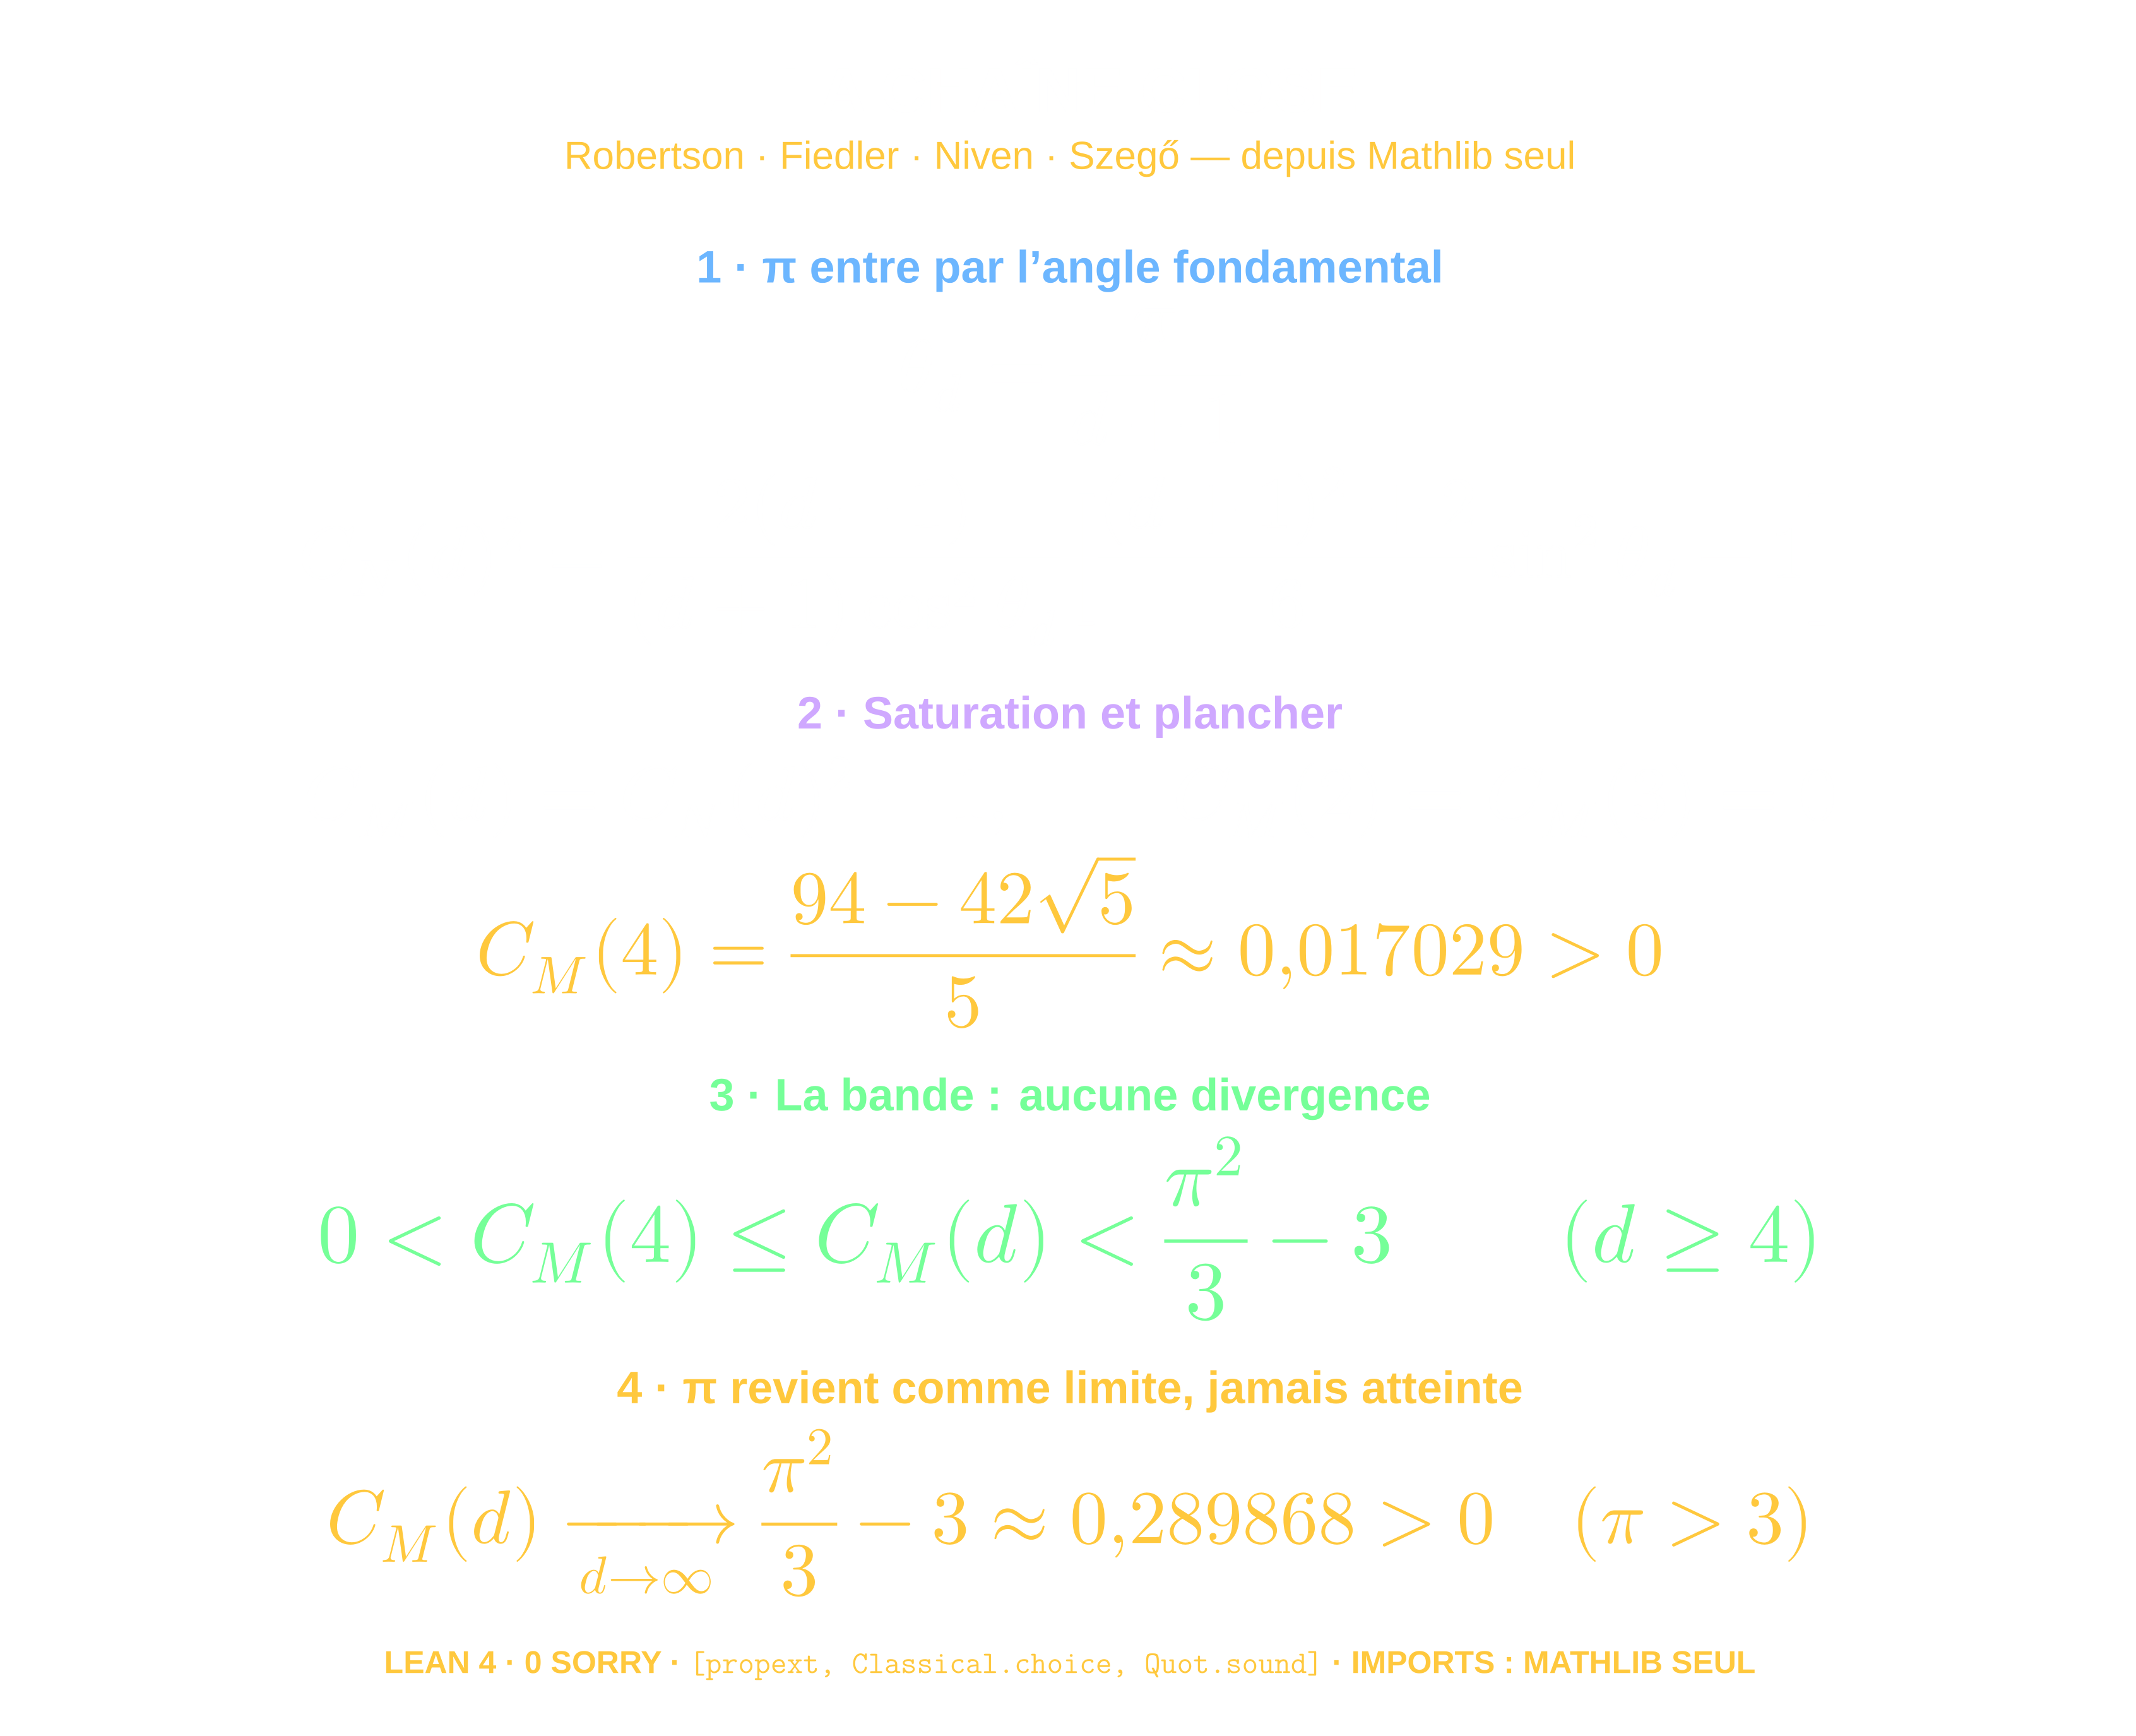 Robertson · Fiedler · Niven · Szegő — depuis Mathlib seul
1 · π entre par l’angle fondamental
2 · Saturation et plancher
C_M(4) = (94 − 42√5)/5 ≈ 0,017029 > 0
3 · La bande : aucune divergence
0 < C_M(4) ≤ C_M(d) < π²/3 − 3 (d ≥ 4)
4 · π revient comme limite, jamais atteinte
C_M(d) ⟶_{d→∞} π²/3 − 3 ≈ 0,289868 > 0 (π > 3)
LEAN 4 · 0 SORRY · [propext, Classical.choice, Quot.sound] · IMPORTS : MATHLIB SEUL